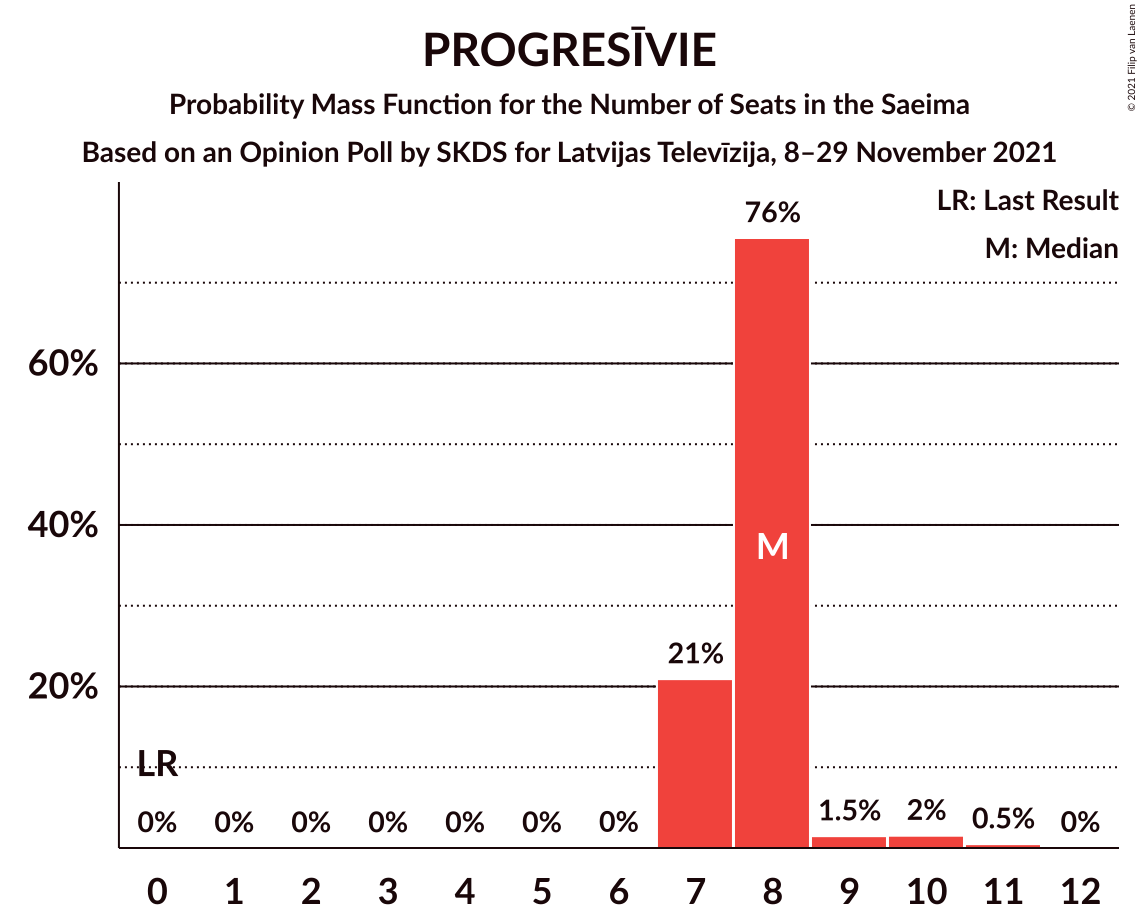 PROGRESĪVIE
Probability Mass Function for the Number of Seats in the Saeima
Based on an Opinion Poll by SKDS for Latvijas Televīzija, 8–29 November 2021
© 2021 Filip van Laenen
LR: Last Result
M: Median
76%
60%
40%
M
21%
20%
LR
0% 0% 0% 0% 0% 0% 0% 1.5% 2% 0.5% 0%
0 1 2 3 4 5 6 7 8 9 10 11 12